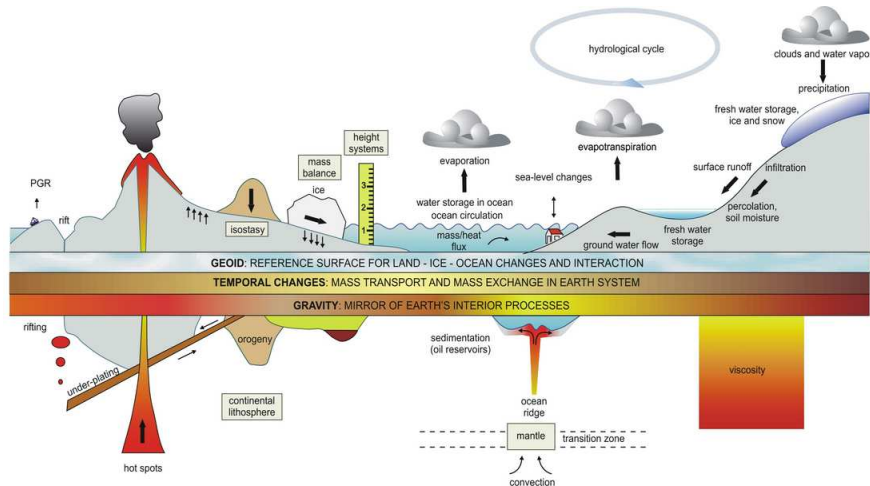 hydrological cycle
clouds and water vapo
precipitation
fresh water storage,
ice and snow
height
systems
mass
balance
ice
3
2
1
evaporation
evapotranspiration
PGR
rift
isostasy
water storage in ocean
ocean circulation
sea-level changes
mass/heat
flux
surface runoff
infiltration
percolation,
soil moisture
fresh water
storage
ground water flow
GEOID: REFERENCE SURFACE FOR LAND - ICE - OCEAN CHANGES AND INTERACTION
TEMPORAL CHANGES: MASS TRANSPORT AND MASS EXCHANGE IN EARTH SYSTEM
GRAVITY: MIRROR OF EARTH'S INTERIOR PROCESSES
rifting
under-plating
orogeny
sedimentation
(oil reservoirs)
viscosity
continental
lithosphere
ocean
ridge
mantle
transition zone
hot spots
convection